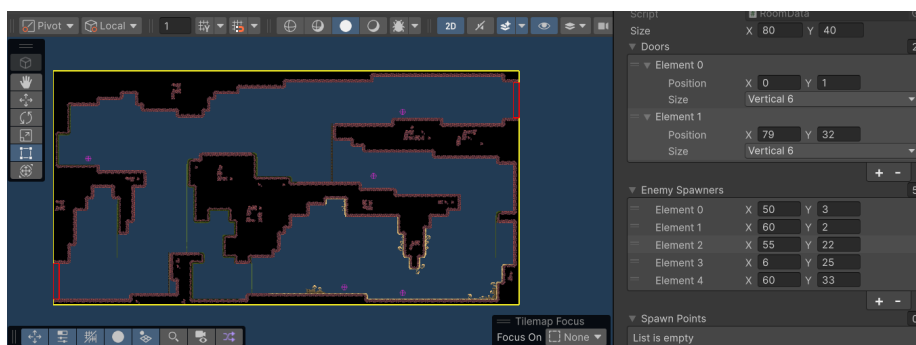 Pivot Local 1 2D
Script RoomData
Size X 80 Y 40
Doors 2
Element 0
Position X 0 Y 1
Size Vertical 6
Element 1
Position X 79 Y 32
Size Vertical 6
+ -
Enemy Spawners 5
Element 0 X 50 Y 3
Element 1 X 60 Y 2
Element 2 X 55 Y 22
Element 3 X 6 Y 25
Element 4 X 60 Y 33
+ -
Spawn Points 0
List is empty
Tilemap Focus
Focus On None